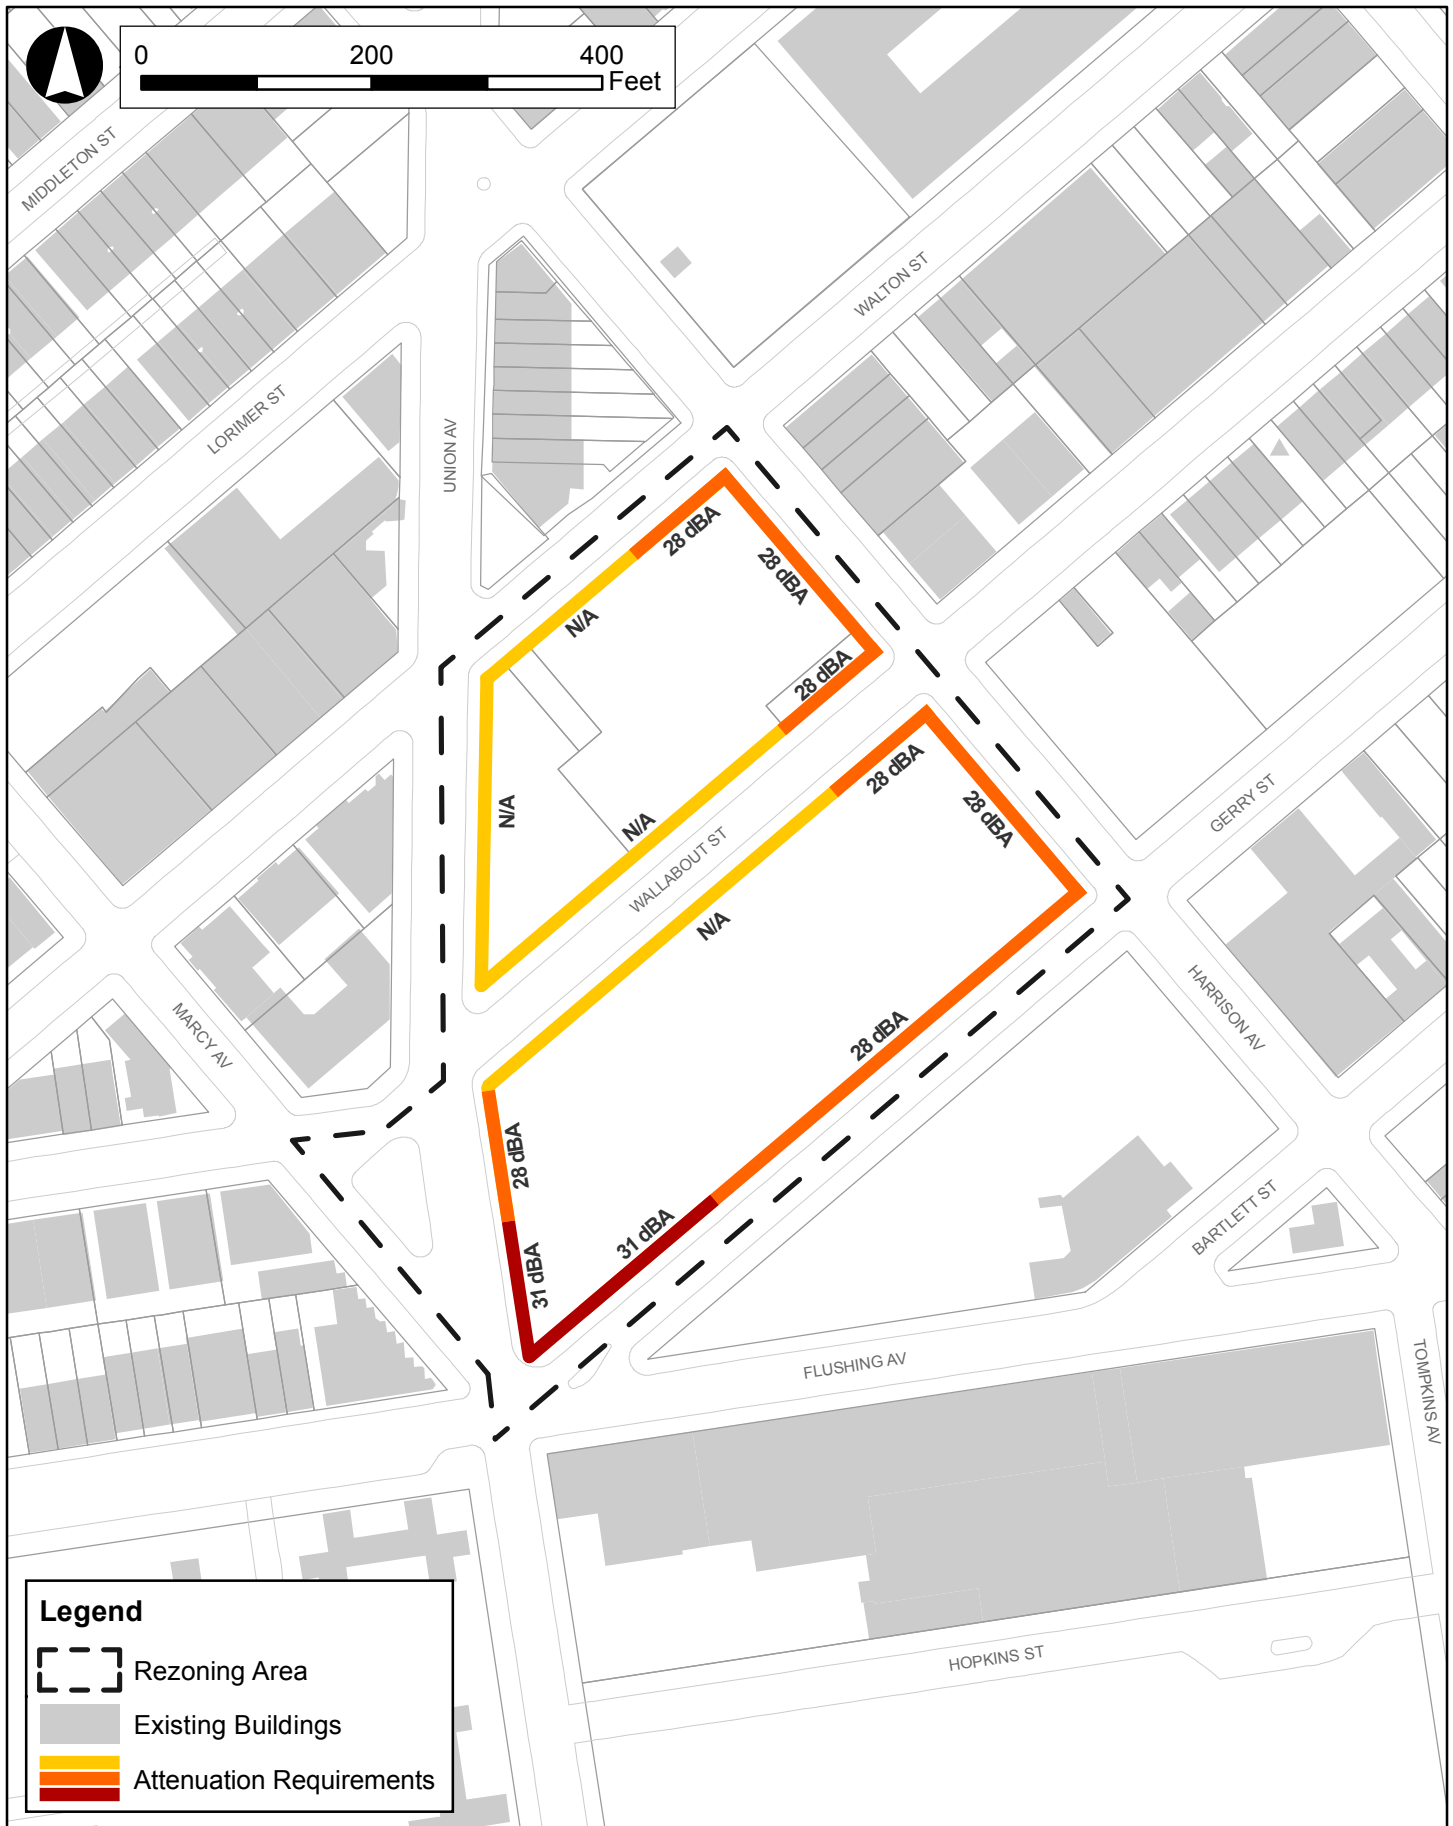 0 200 400
Feet
MIDDLETON ST
WALTON ST
LORIMER ST
UNION AV
28 dBA
28 dBA
N/A
28 dBA
28 dBA
28 dBA
N/A
N/A
WALLABOUT ST
N/A
GERRY ST
MARCY AV
HARRISON AV
28 dBA
28 dBA
31 dBA
31 dBA
BARTLETT ST
FLUSHING AV
TOMPKINS AV
HOPKINS ST
Legend
Rezoning Area
Existing Buildings
Attenuation Requirements